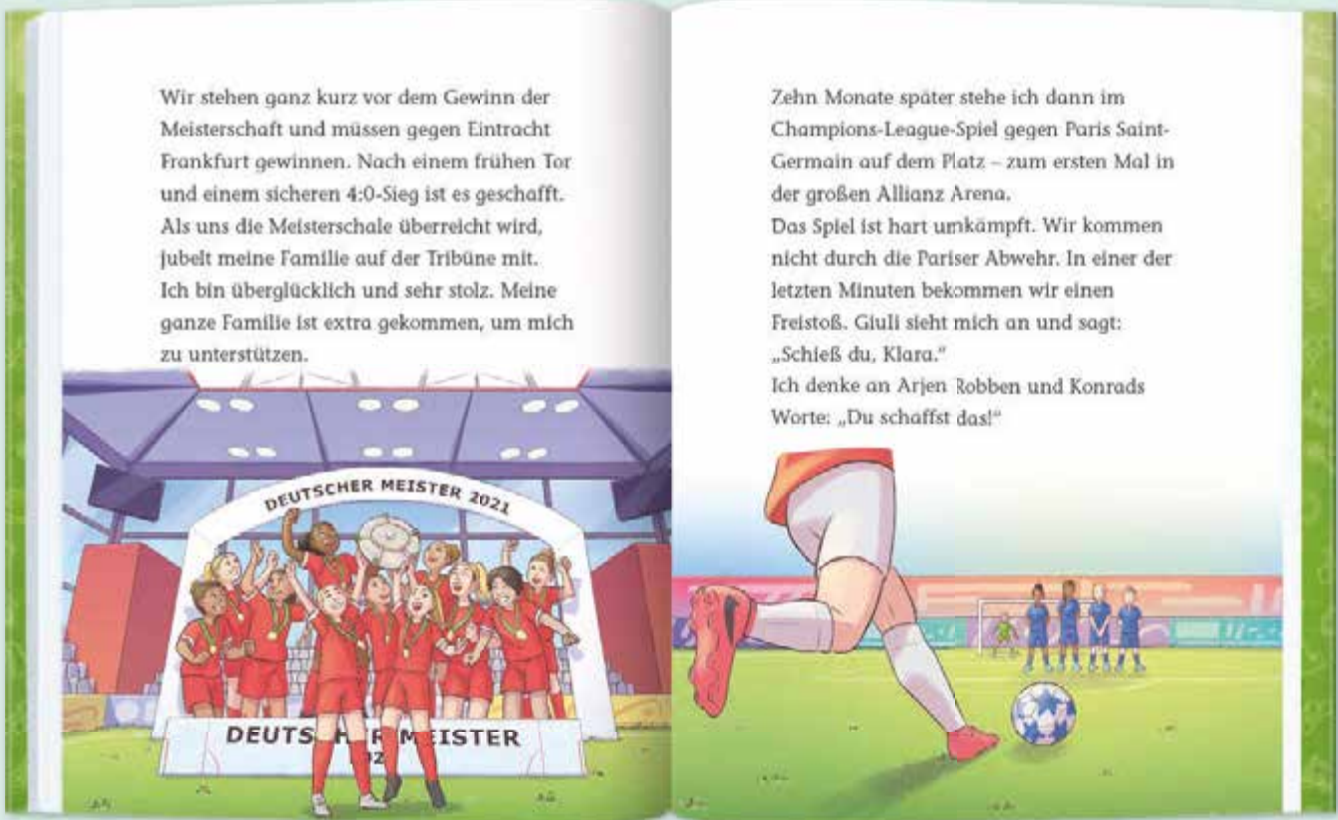 Wir stehen ganz kurz vor dem Gewinn der
Meisterschaft und müssen gegen Eintracht
Frankfurt gewinnen. Nach einem frühen Tor
und einem sicheren 4:0-Sieg ist es geschafft.
Als uns die Meisterschale überreicht wird,
jubelt meine Familie auf der Tribüne mit.
Ich bin überglücklich und sehr stolz. Meine
ganze Familie ist extra gekommen, um mich
zu unterstützen.
DEUTSCHER MEISTER 2021
DEUTSCHER MEISTER
Zehn Monate später stehe ich dann im
Champions-League-Spiel gegen Paris Saint-
Germain auf dem Platz – zum ersten Mal in
der großen Allianz Arena.
Das Spiel ist hart umkämpft. Wir kommen
nicht durch die Pariser Abwehr. In einer der
letzten Minuten bekommen wir einen
Freistoß. Giuli sieht mich an und sagt:
„Schieß du, Klara.“
Ich denke an Arjen Robben und Konrads
Worte: „Du schaffst das!“